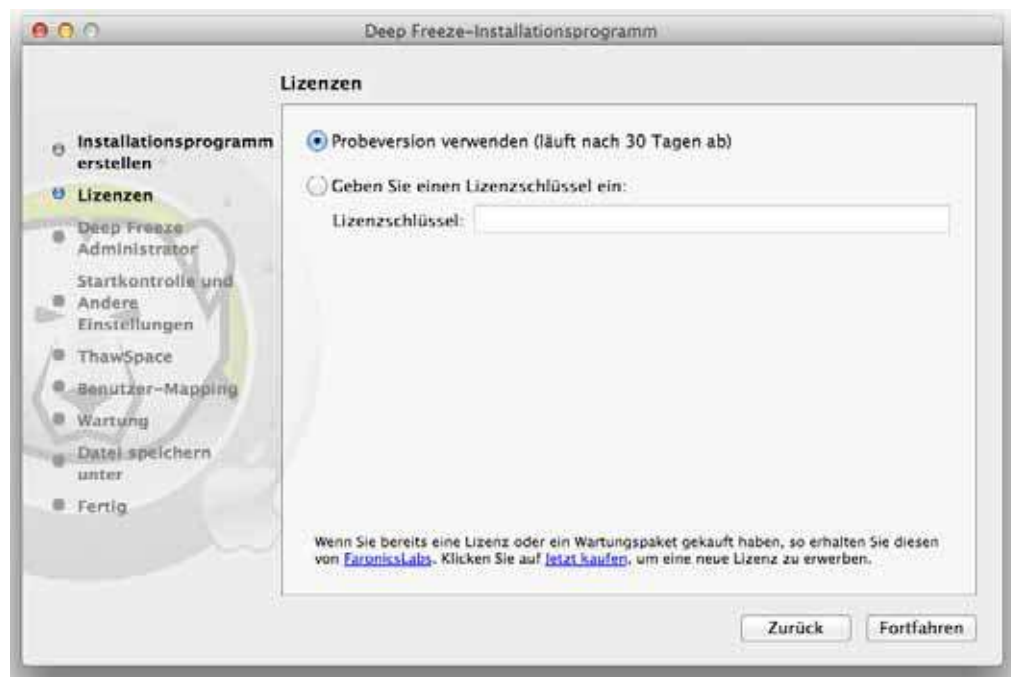 Deep Freeze-Installationsprogramm
Lizenzen
Installationsprogramm
erstellen
Lizenzen
Deep Freeze
Administrator
Startkontrolle und
Andere
Einstellungen
ThawSpace
Benutzer-Mapping
Wartung
Datei speichern
unter
Fertig
Probeversion verwenden (läuft nach 30 Tagen ab)
Geben Sie einen Lizenzschlüssel ein:
Lizenzschlüssel:
Wenn Sie bereits eine Lizenz oder ein Wartungspaket gekauft haben, so erhalten Sie diesen
von FaronicsLabs. Klicken Sie auf Jetzt kaufen, um eine neue Lizenz zu erwerben.
Zurück
Fortfahren